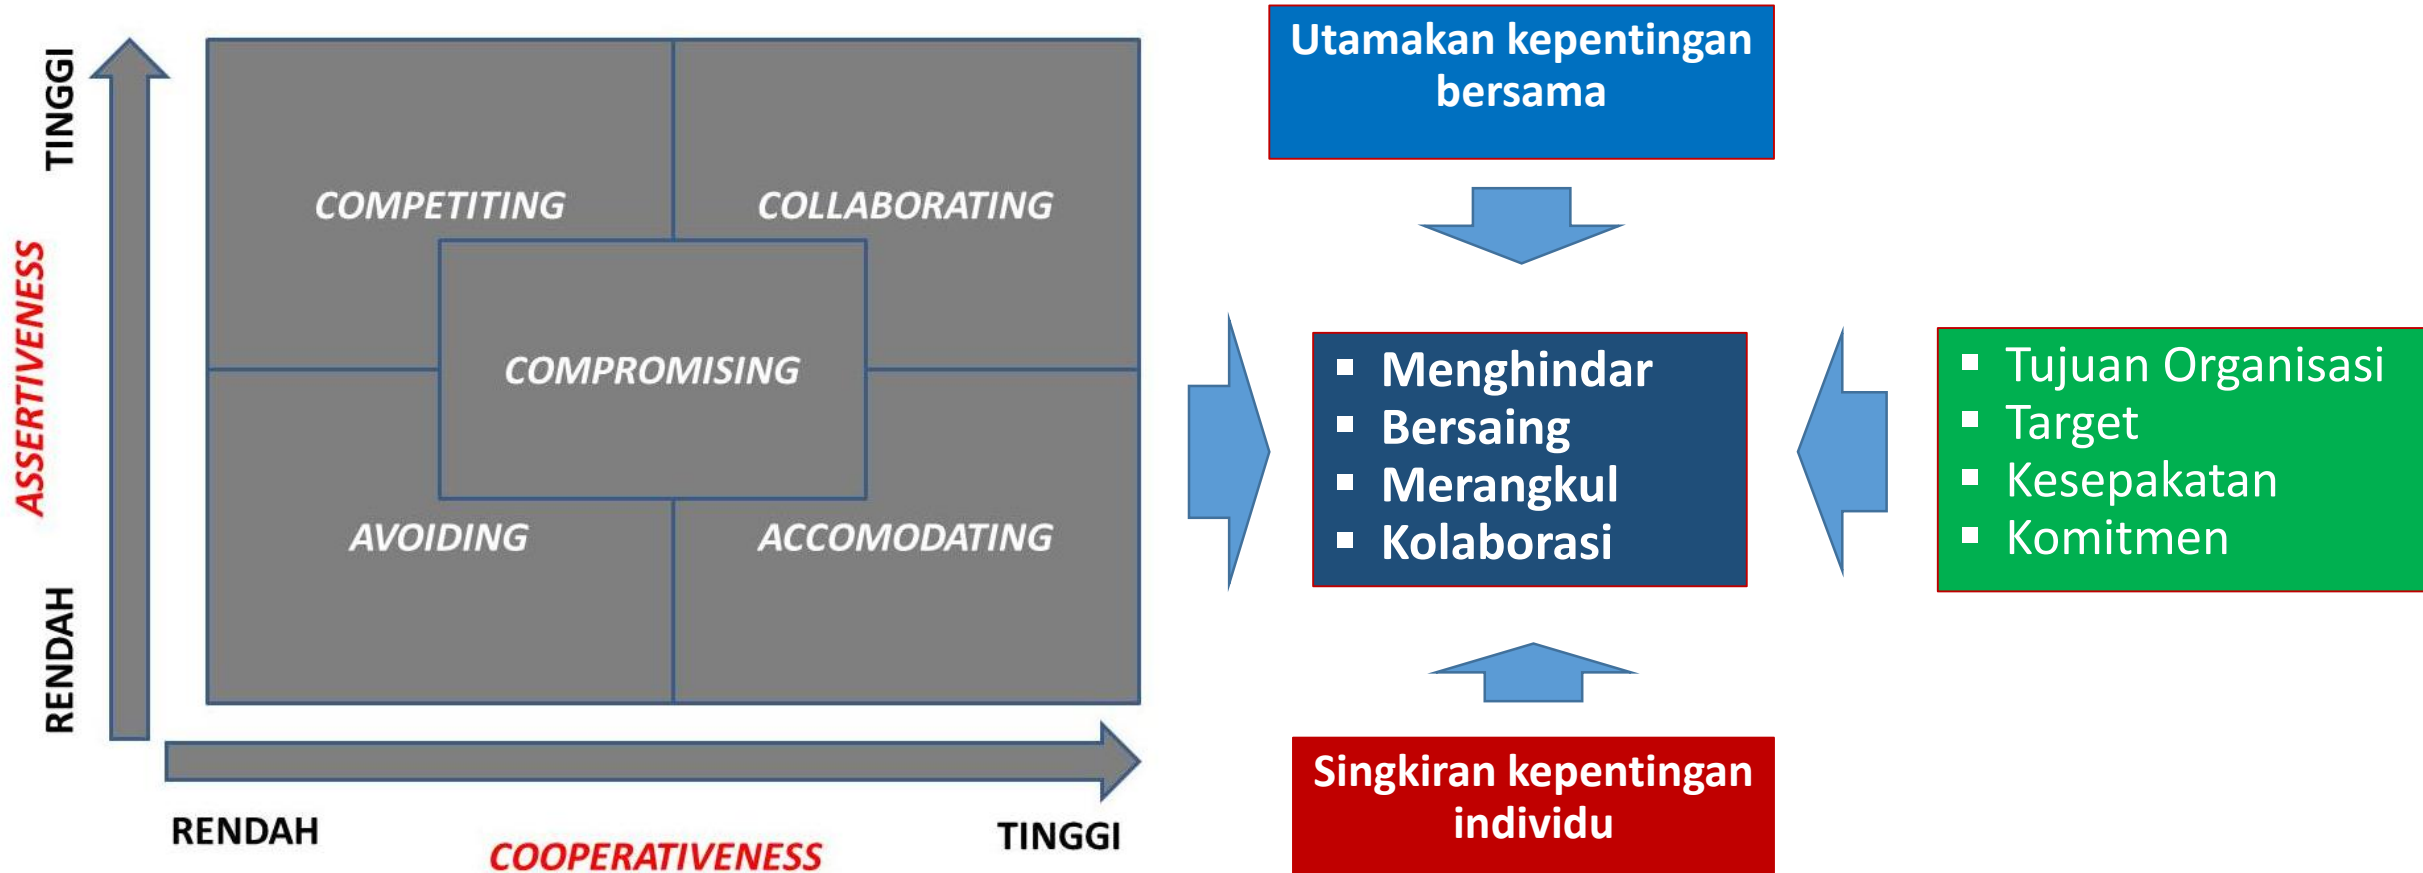 TINGGI
ASSERTIVENESS
RENDAH
COMPETITING
COLLABORATING
COMPROMISING
AVOIDING
ACCOMODATING
RENDAH
COOPERATIVENESS
TINGGI
Utamakan kepentingan
bersama
▪ Menghindar
▪ Bersaing
▪ Merangkul
▪ Kolaborasi
▪ Tujuan Organisasi
▪ Target
▪ Kesepakatan
▪ Komitmen
Singkiran kepentingan
individu